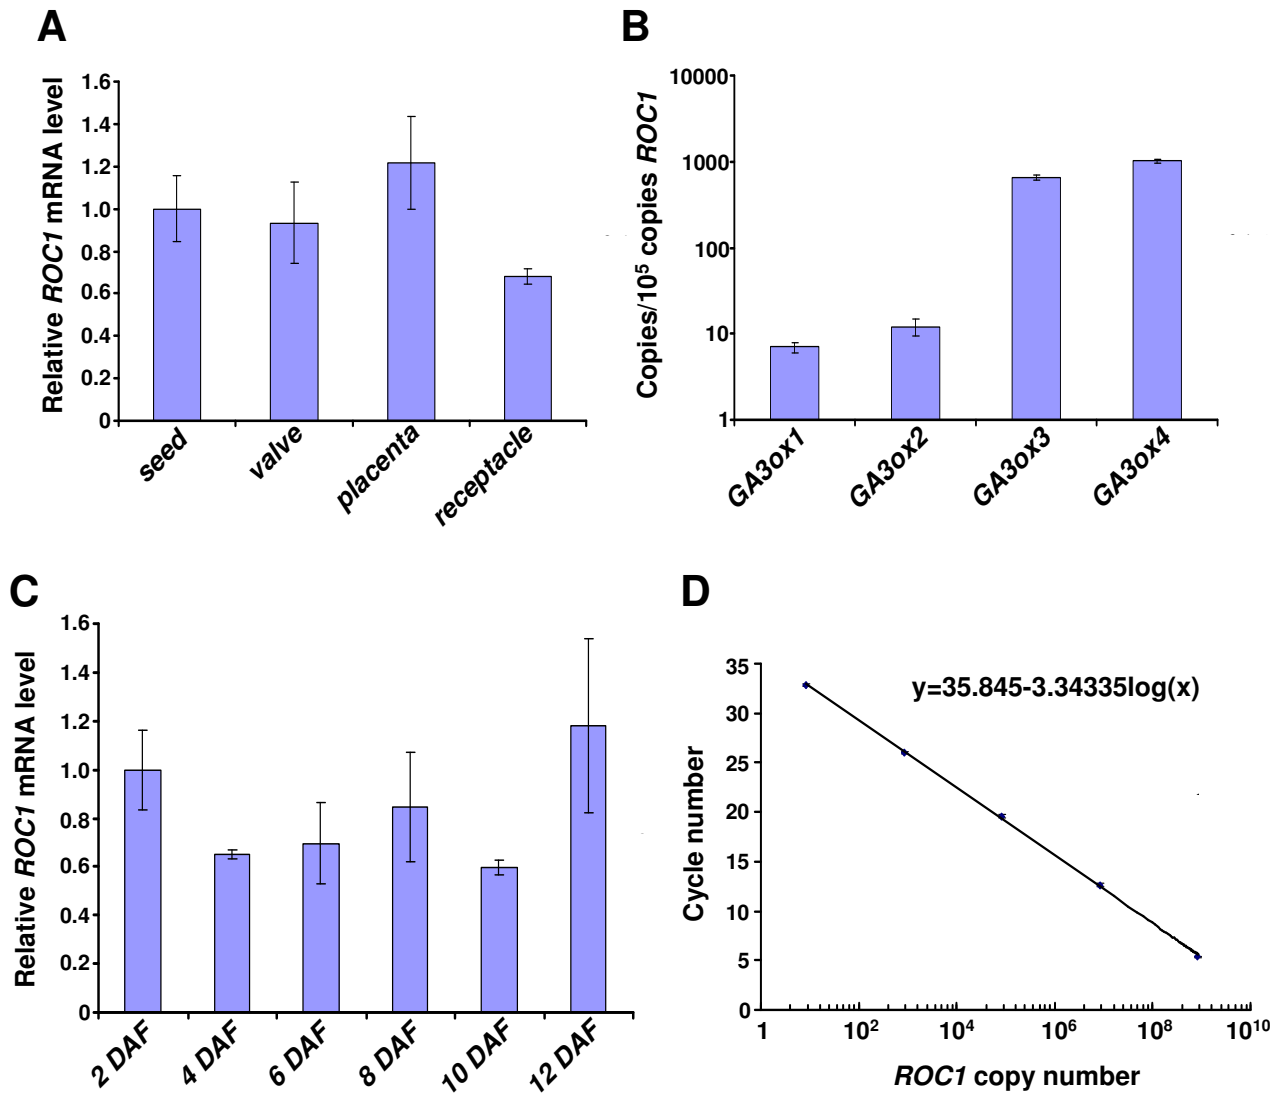 A
Relative ROC1 mRNA level
1.6
1.4
1.2
1.0
0.8
0.6
0.4
0.2
0
seed
valve
placenta
receptacle
B
Copies/10⁵ copies ROC1
10000
1000
100
10
1
GA3ox1
GA3ox2
GA3ox3
GA3ox4
C
Relative ROC1 mRNA level
1.6
1.4
1.2
1.0
0.8
0.6
0.4
0.2
0
2 DAF
4 DAF
6 DAF
8 DAF
10 DAF
12 DAF
D
Cycle number
35
30
25
20
15
10
5
0
y=35.845-3.34335log(x)
1
10²
10⁴
10⁶
10⁸
10¹⁰
ROC1 copy number